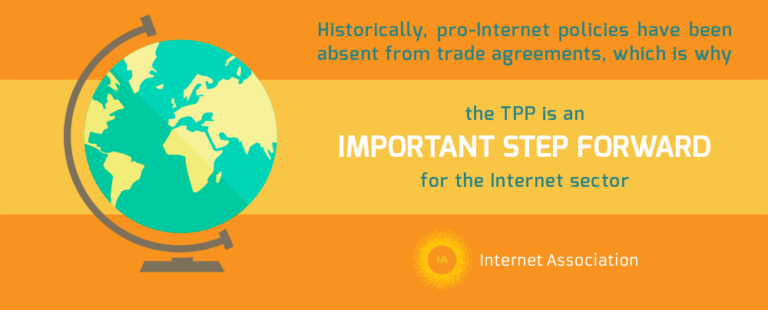 Historically, pro-Internet policies have been
absent from trade agreements, which is why
the TPP is an
IMPORTANT STEP FORWARD
for the Internet sector
IA
Internet Association